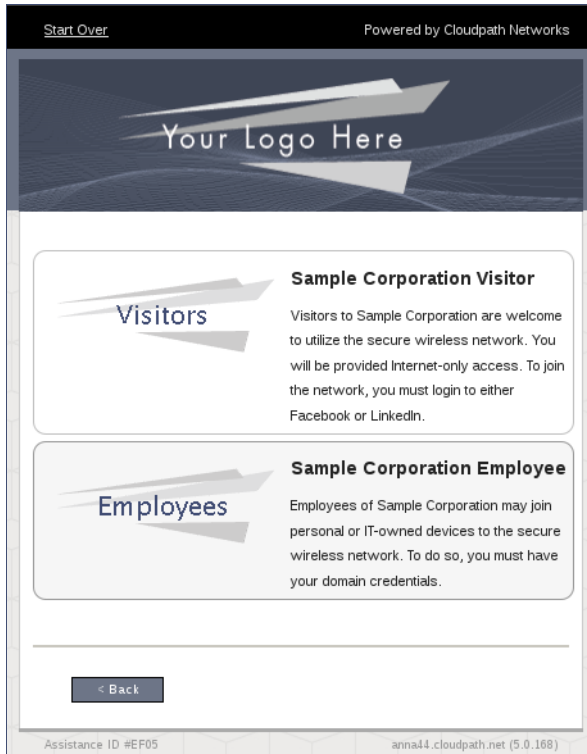 Start Over
Powered by Cloudpath Networks
Your Logo Here
Visitors
Sample Corporation Visitor
Visitors to Sample Corporation are welcome
to utilize the secure wireless network. You
will be provided Internet-only access. To join
the network, you must login to either
Facebook or LinkedIn.
Employees
Sample Corporation Employee
Employees of Sample Corporation may join
personal or IT-owned devices to the secure
wireless network. To do so, you must have
your domain credentials.
< Back
Assistance ID #EF05
anna44.cloudpath.net (5.0.168)